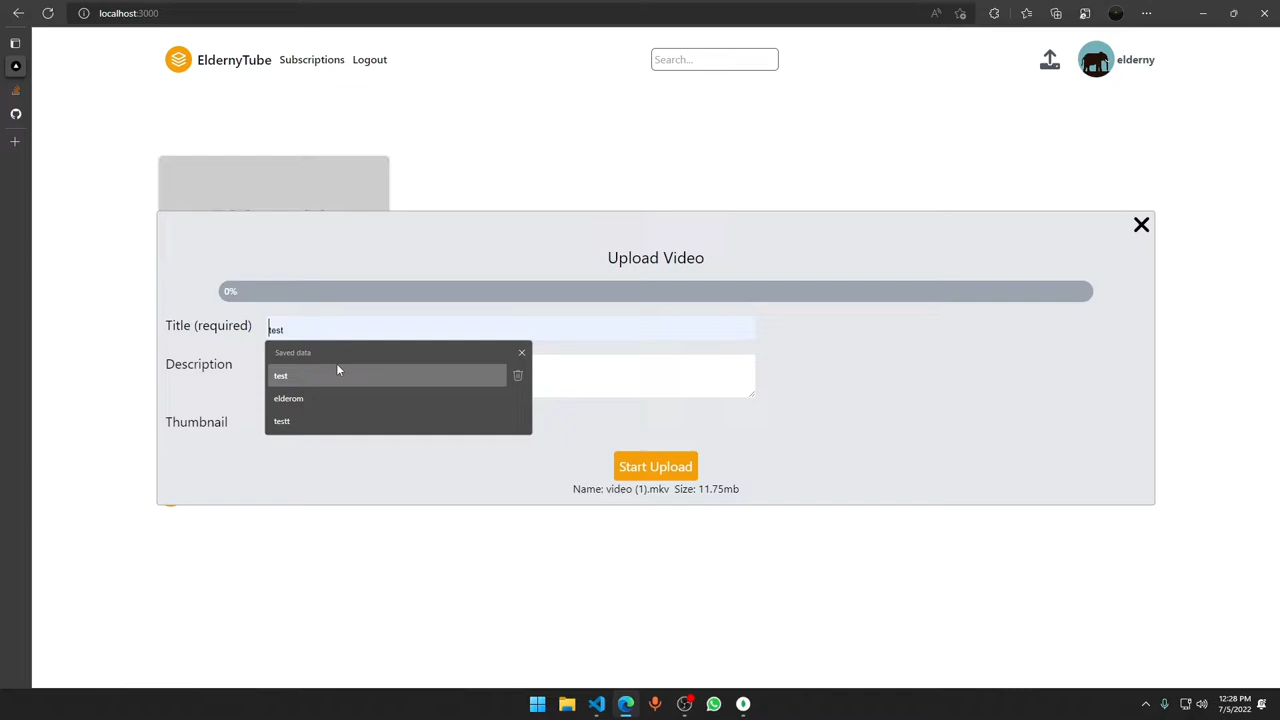 localhost:3000
EldernyTube Subscriptions Logout Search... elderny
Upload Video
0%
Title (required) test
Saved data
Description
test
elderom
Thumbnail
testt
Start Upload
Name: video (1).mkv Size: 11.75mb
12:28 PM
7/5/2022